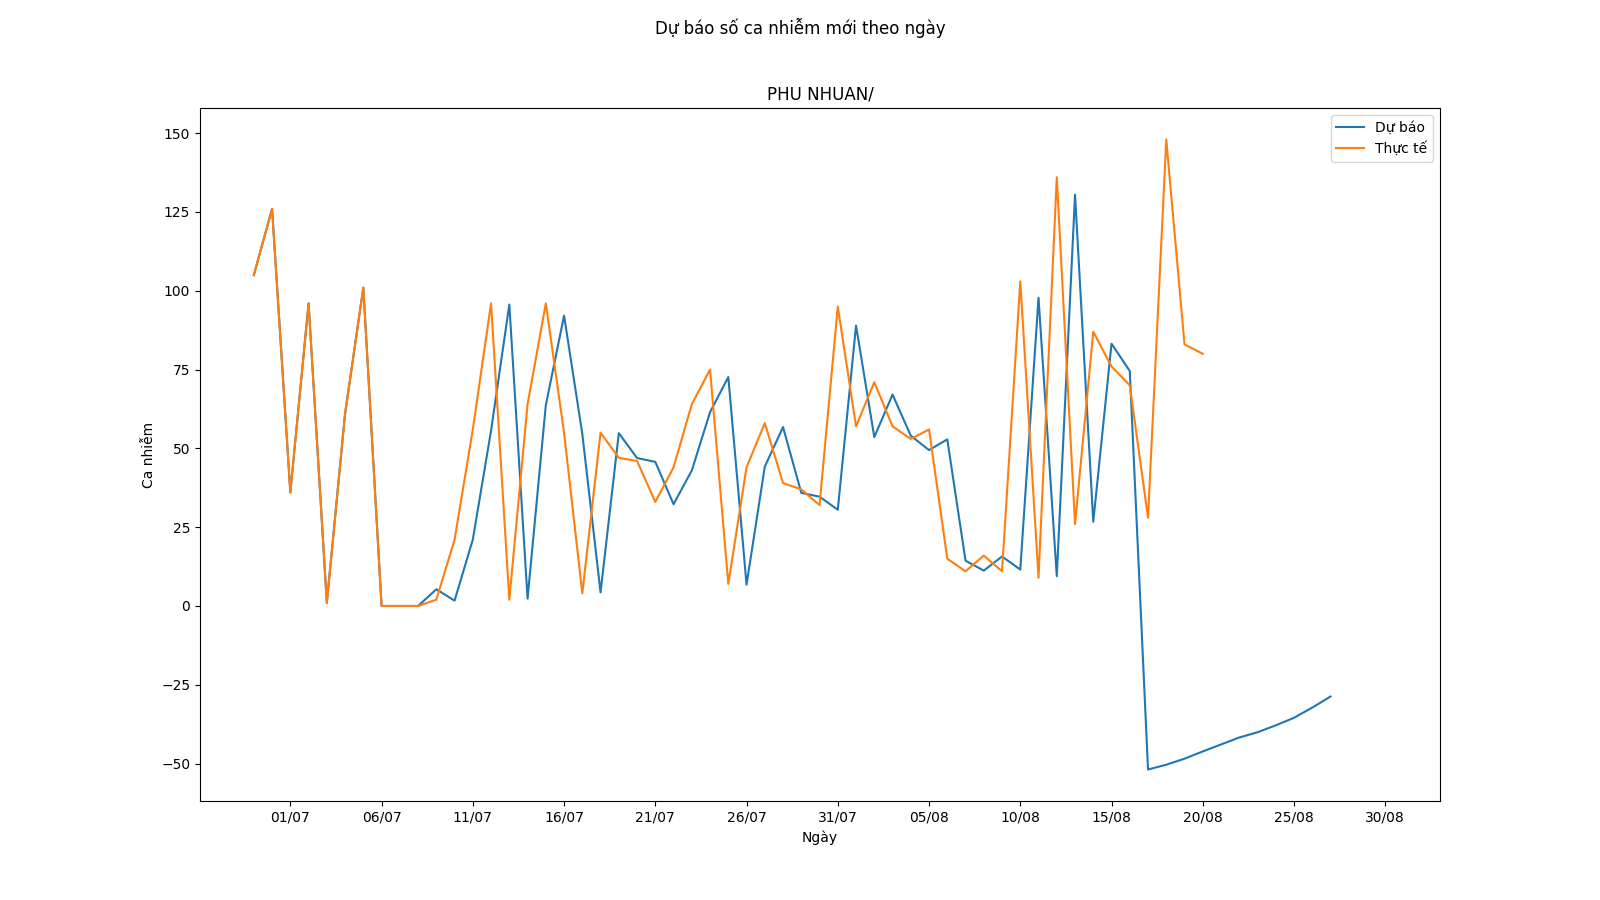 Dự báo số ca nhiễm mới theo ngày
PHU NHUAN/
Dự báo
Thực tế
150
125
100
75
50
25
0
−25
−50
Ca nhiễm
01/07 06/07 11/07 16/07 21/07 26/07 31/07 05/08 10/08 15/08 20/08 25/08 30/08
Ngày